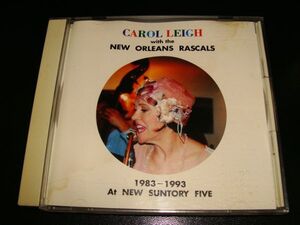 CAROL LEIGH
with the
NEW ORLEANS RASCALS
1983-1993
At NEW SUNTORY FIVE